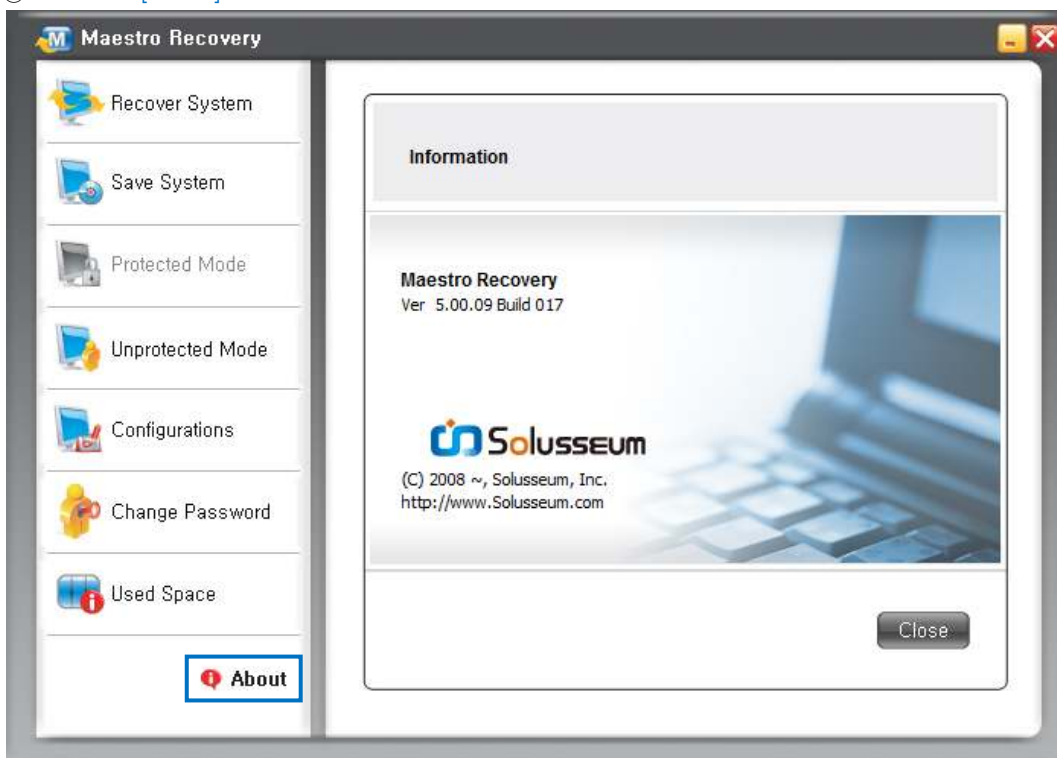 Maestro Recovery
Recover System
Save System
Protected Mode
Unprotected Mode
Configurations
Change Password
Used Space
About
Information
Maestro Recovery
Ver 5.00.09 Build 017
Solusseum
(C) 2008 ~, Solusseum, Inc.
http://www.Solusseum.com
Close